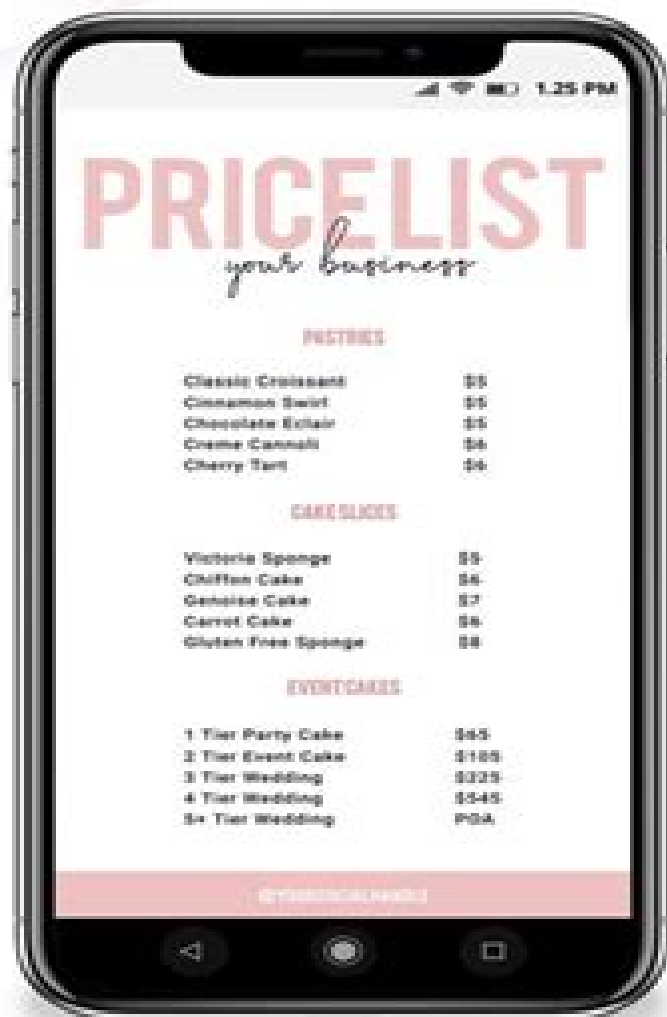 1.25 PM
PRICE LIST
your business
PASTRIES
Classic Croissant $5
Cinnamon Swirl $5
Chocolate Eclair $5
Creme Cannoli $6
Cherry Tart $6
CAKE SLICES
Victoria Sponge $5
Chiffon Cake $6
Genoise Cake $7
Carrot Cake $6
Gluten Free Sponge $8
EVENT CAKES
1 Tier Party Cake $65
2 Tier Event Cake $105
3 Tier Wedding $225
4 Tier Wedding $545
5+ Tier Wedding POA
@YOURSOCIALHANDLE